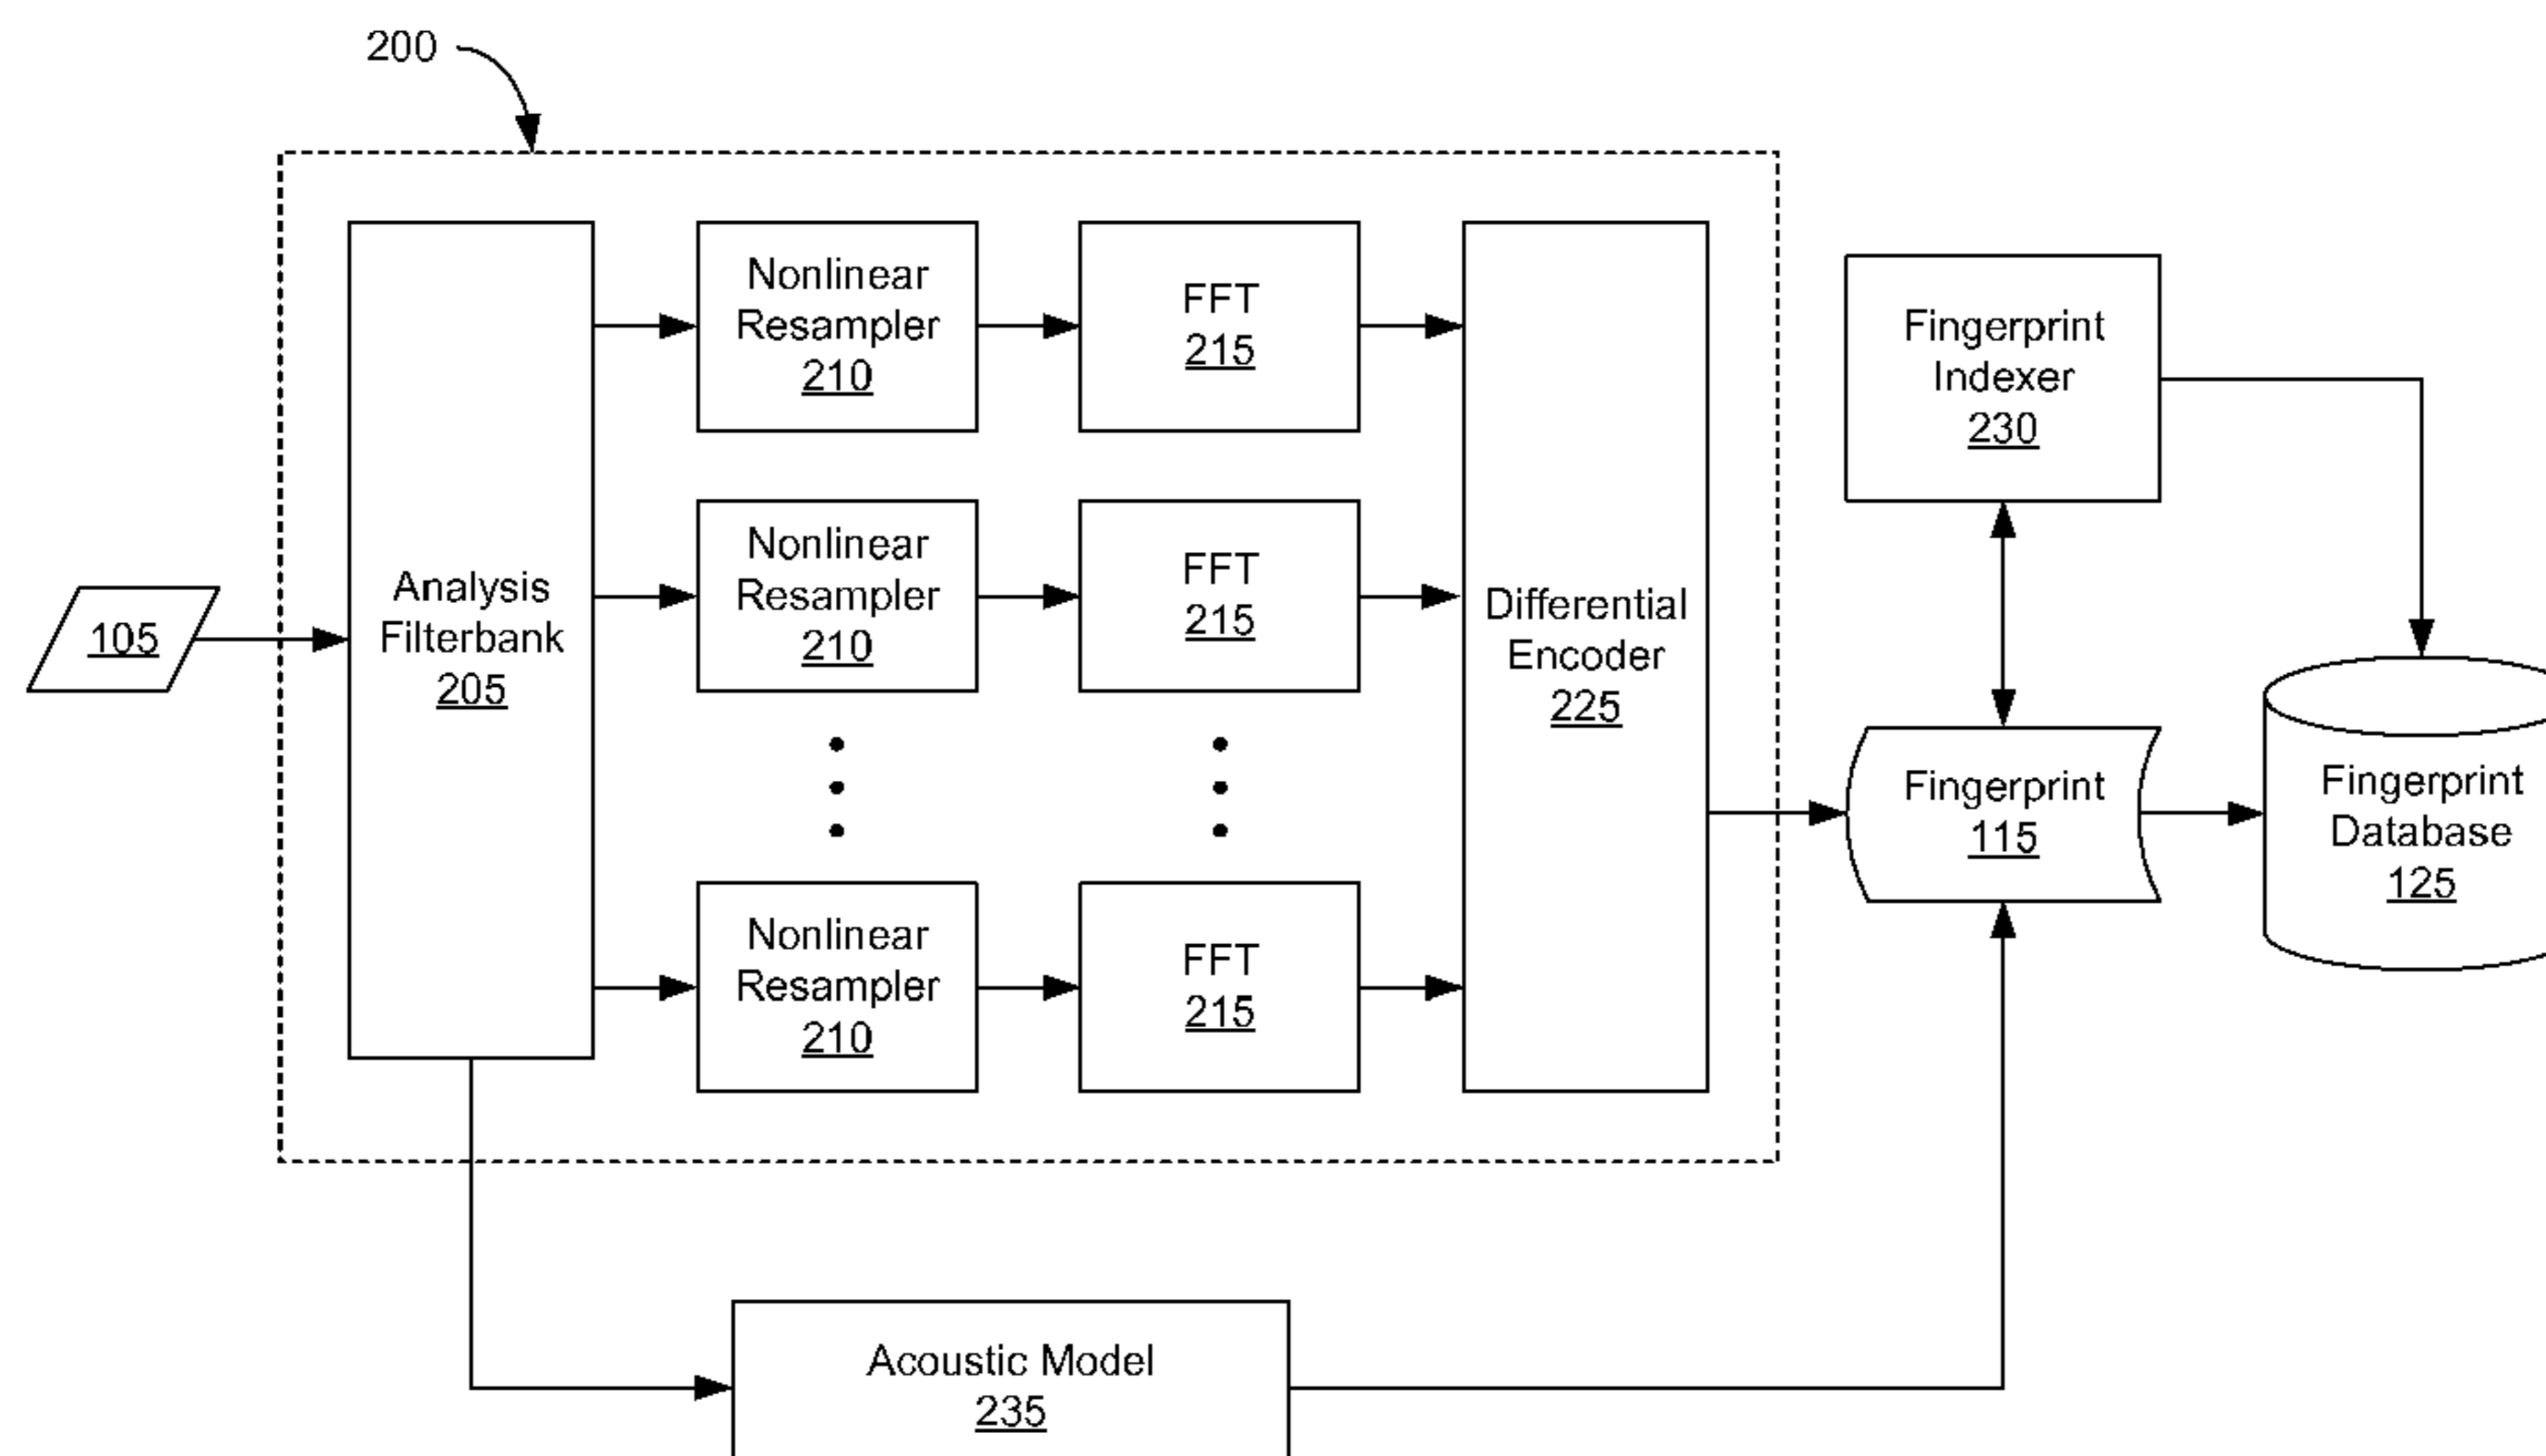 200
105
Analysis
Filterbank
205
Nonlinear
Resampler
210
FFT
215
Nonlinear
Resampler
210
FFT
215
Nonlinear
Resampler
210
FFT
215
Differential
Encoder
225
Fingerprint
Indexer
230
Fingerprint
115
Fingerprint
Database
125
Acoustic Model
235